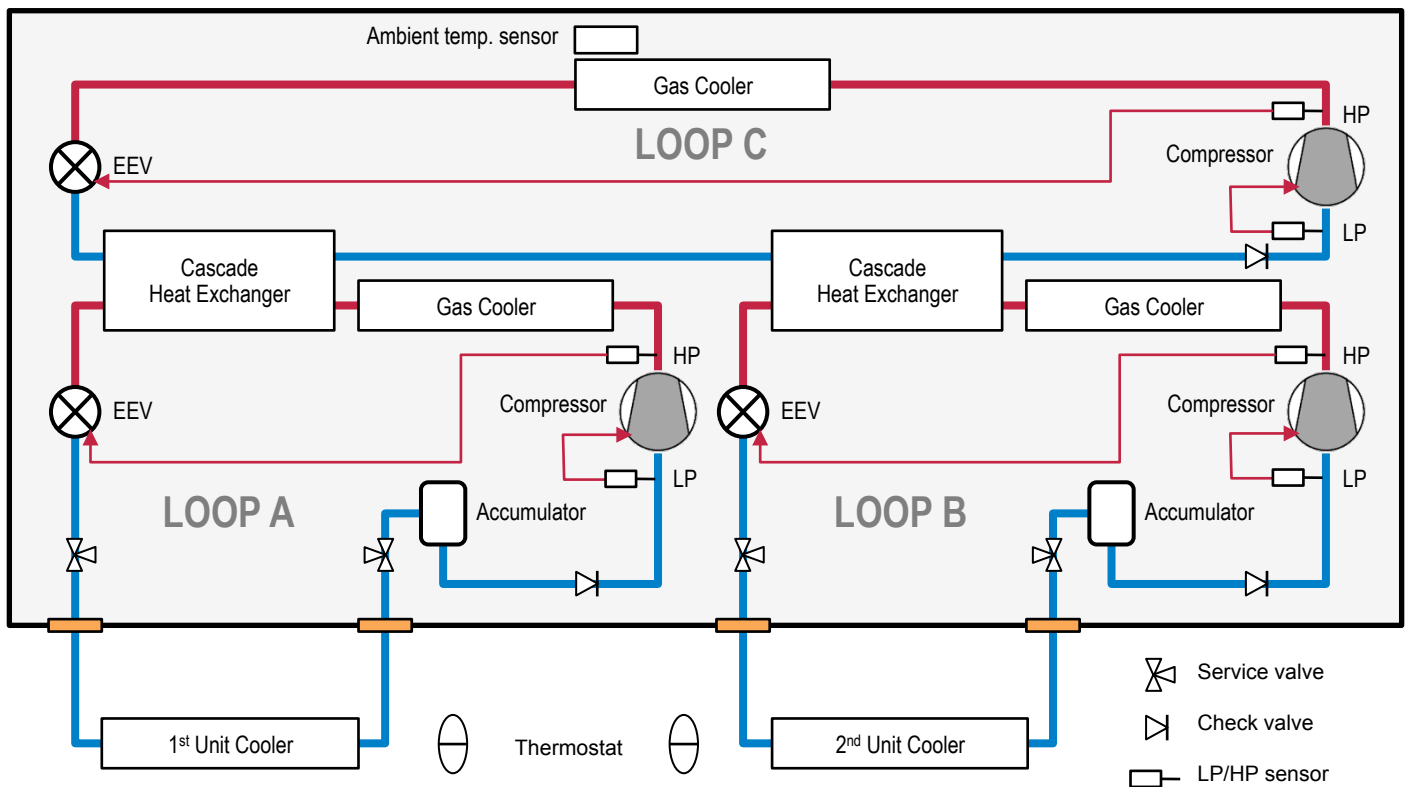 Ambient temp. sensor
Gas Cooler
HP
LOOP C
Compressor
EEV
LP
Cascade
Heat Exchanger
Cascade
Heat Exchanger
Gas Cooler
Gas Cooler
HP
HP
EEV
Compressor
EEV
Compressor
LP
LP
LOOP A
Accumulator
LOOP B
Accumulator
Service valve
1st Unit Cooler
Thermostat
2nd Unit Cooler
Check valve
LP/HP sensor